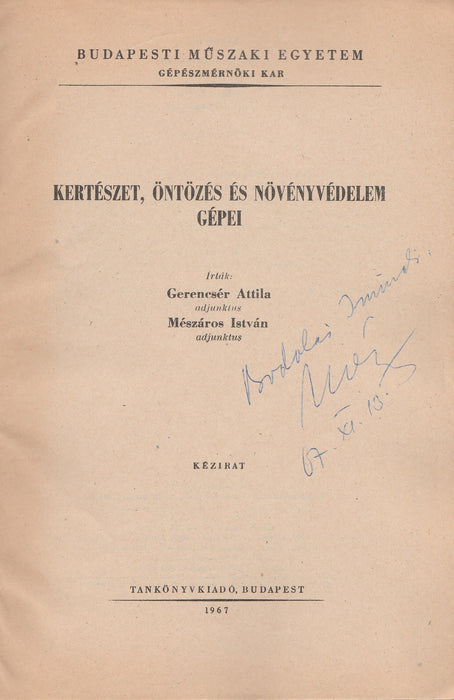 BUDAPESTI MŰSZAKI EGYETEM
GÉPÉSZMÉRNÖKI KAR
KERTÉSZET, ÖNTÖZÉS ÉS NÖVÉNYVÉDELEM
GÉPEI
Írták:
Gerencsér Attila
adjunktus
Mészáros István
adjunktus
67. XI. 13.
KÉZIRAT
TANKÖNYVKIADÓ, BUDAPEST
1967